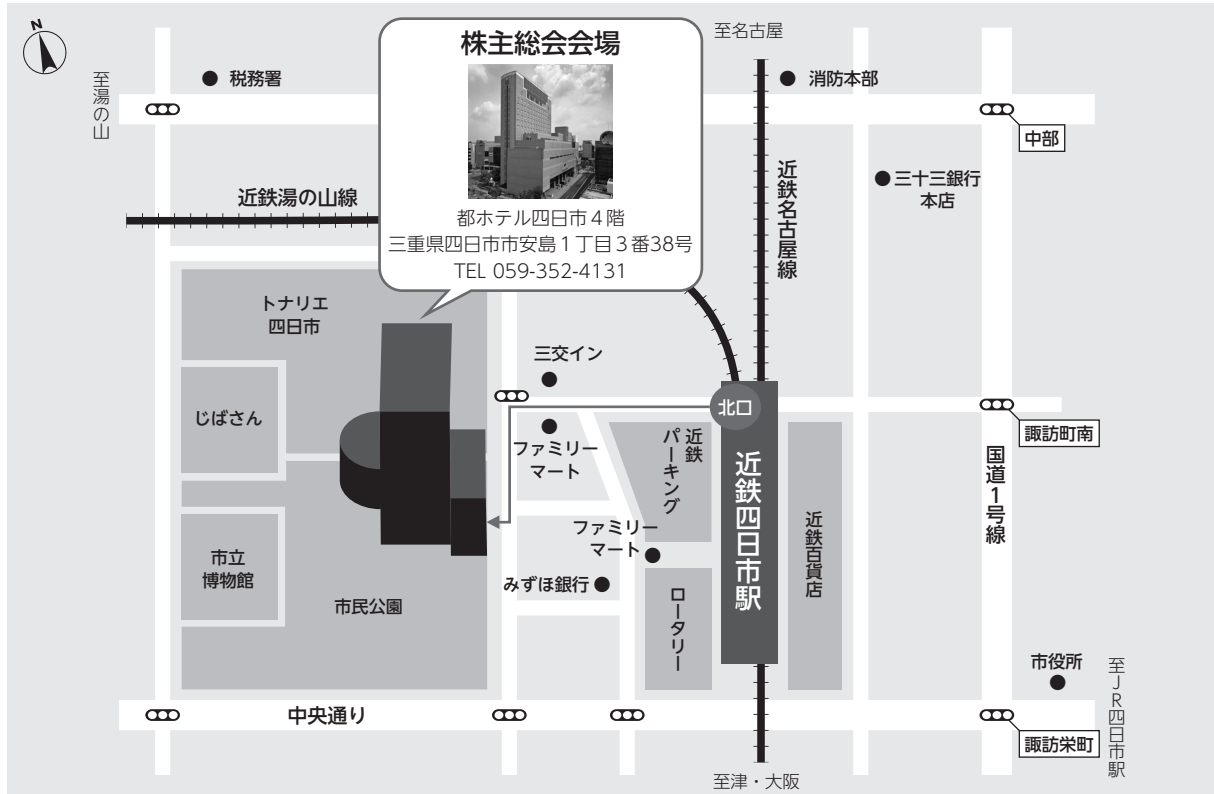 N
至湯の山
税務署
株主総会会場
都ホテル四日市4階
三重県四日市市安島1丁目3番38号
TEL 059-352-4131
至名古屋
消防本部
中部
三十三銀行
本店
近鉄湯の山線
近鉄名古屋線
トナリエ
四日市
じばさん
市立
博物館
市民公園
三交イン
ファミリー
マート
北口
近鉄
パーキング
ファミリー
マート
みずほ銀行
ロータリー
近鉄四日市駅
近鉄百貨店
諏訪町南
国道1号線
市役所
至JR四日市駅
中央通り
諏訪栄町
至津・大阪